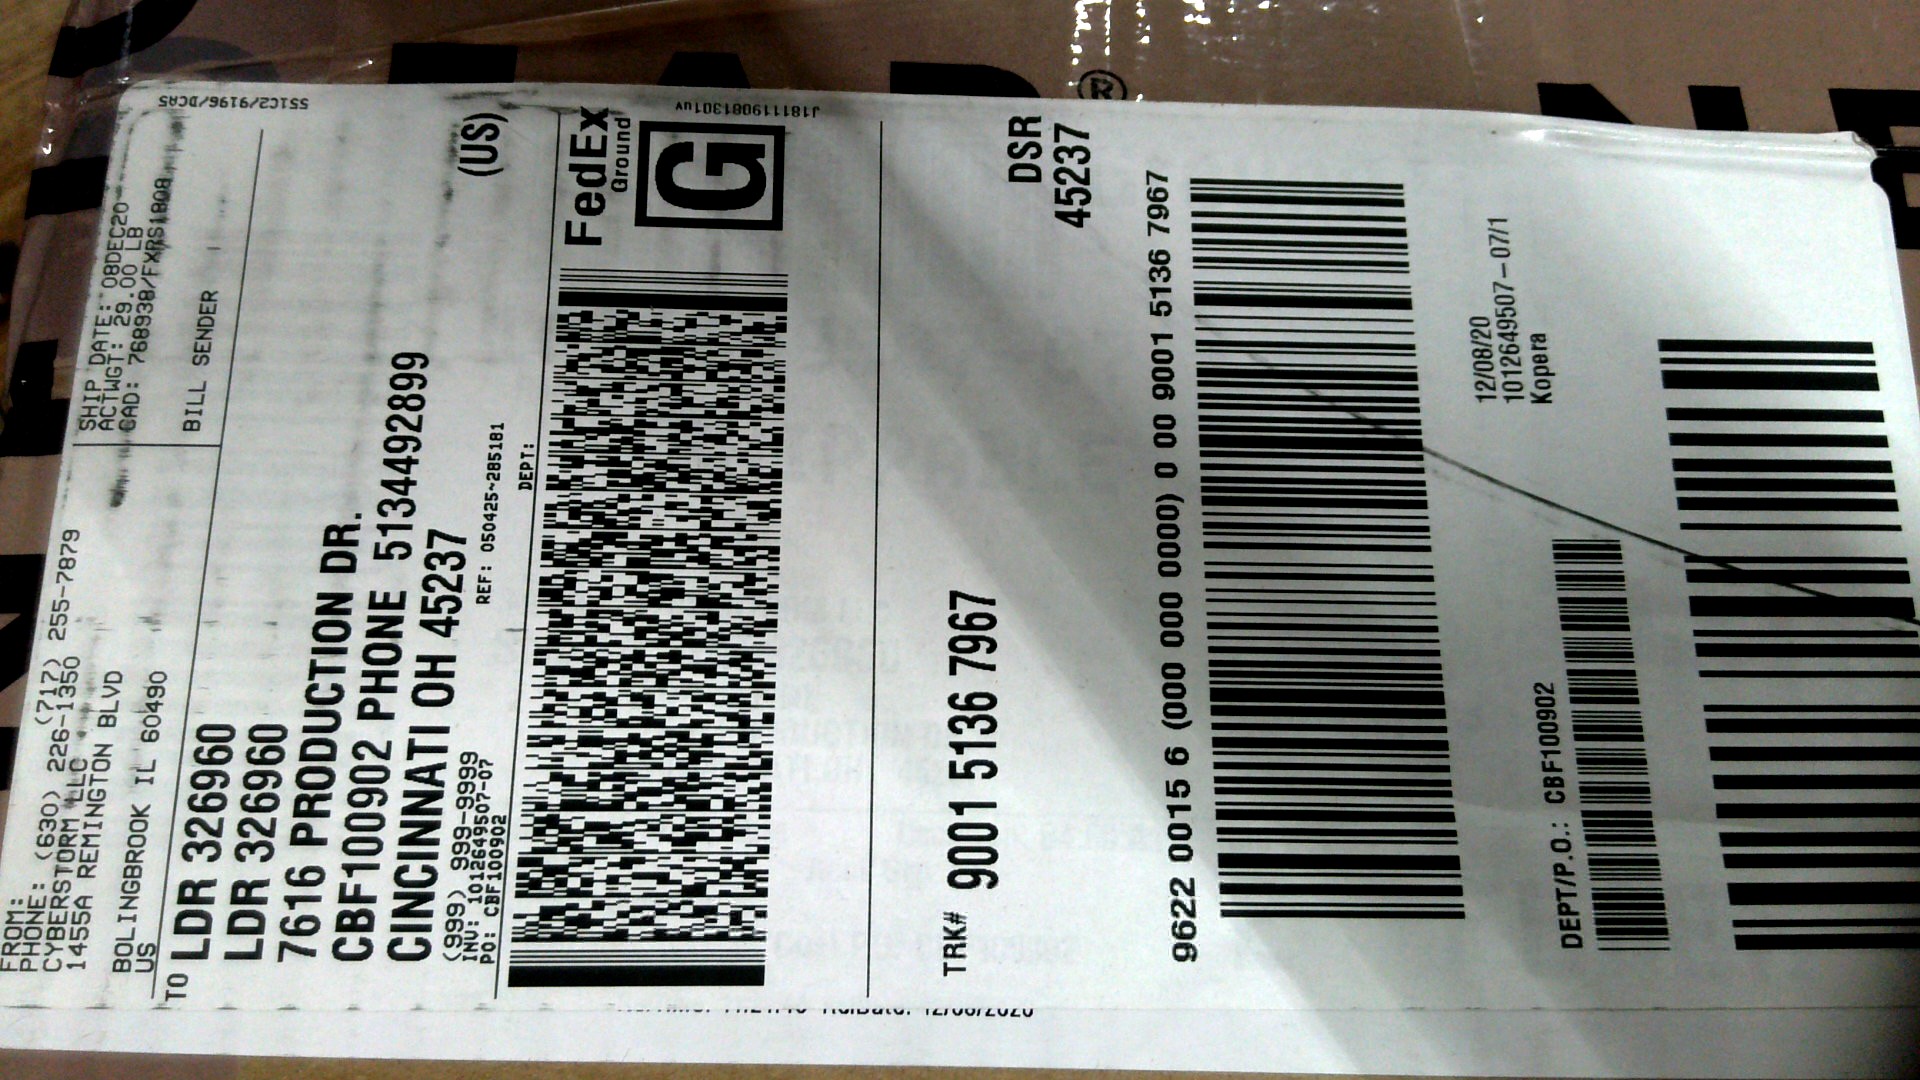 FROM:
PHONE: (630) 226-1350 (717) 255-7879
CYBERSTORM LLC
1455A REMINGTON BLVD
BOLINGBROOK IL 60490
US
SHIP DATE: 08DEC20
ACTWGT: 29.00 LB
CAD: 768938/FXRS1808
BILL SENDER
551C2/9196/DCA5
TO LDR 326960
LDR 326960
7616 PRODUCTION DR.
CBF100902 PHONE 5134492899
CINCINNATI OH 45237
(US)
(999) 999-9999
INV: 1012649507-07
PO: CBF100902
REF: 050425~285181
DEPT:
FedEx
Ground
G
J181119081301uv
TRK# 9001 5136 7967
DSR
45237
9622 0015 6 (000 000 0000) 0 00 9001 5136 7967
12/08/20
1012649507-07/1
Kopera
DEPT/P.O.: CBF100902
®